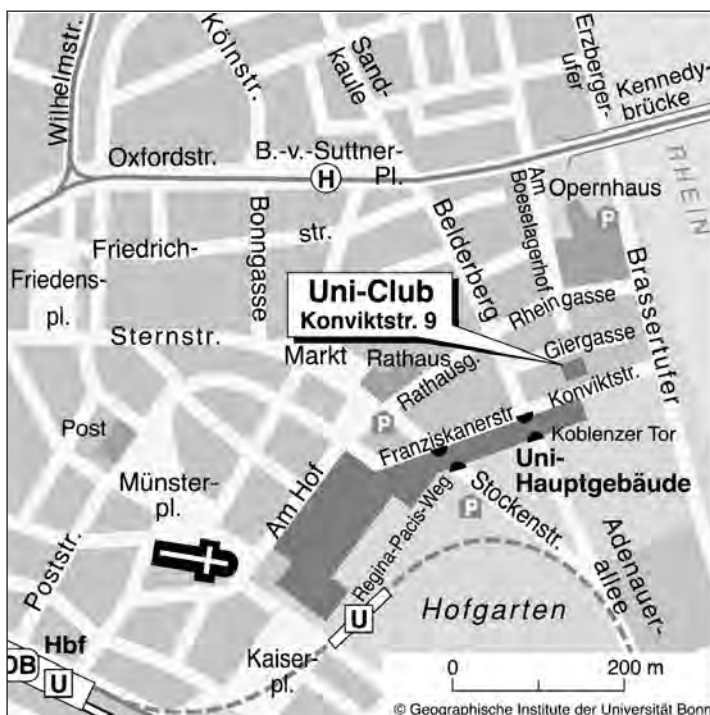 Wilhelmstr.
Kölnstr.
Sand-
kaule
Erzberger-
ufer
Kennedy-
brücke
Oxfordstr.
B.-v.-Suttner-
Pl.
H
RHEIN
Am
Boeselagerhof
Opernhaus
P
Friedrich-
str.
Bonngasse
Belderberg
Friedens-
pl.
Uni-Club
Konviktstr. 9
Rheingasse
Brassertufer
Sternstr.
Markt
Rathaus
Rathausg.
Giergasse
Konviktstr.
Post
P
Franziskanerstr
Koblenzer Tor
Uni-
Hauptgebäude
Münster-
pl.
Am Hof
Regina-Pacis-Weg
Stockenstr.
P
Adenauer-
allee
Poststr.
Hofgarten
U
Hbf
DB
U
Kaiser-
pl.
0
200 m
© Geographische Institute der Universität Bonn